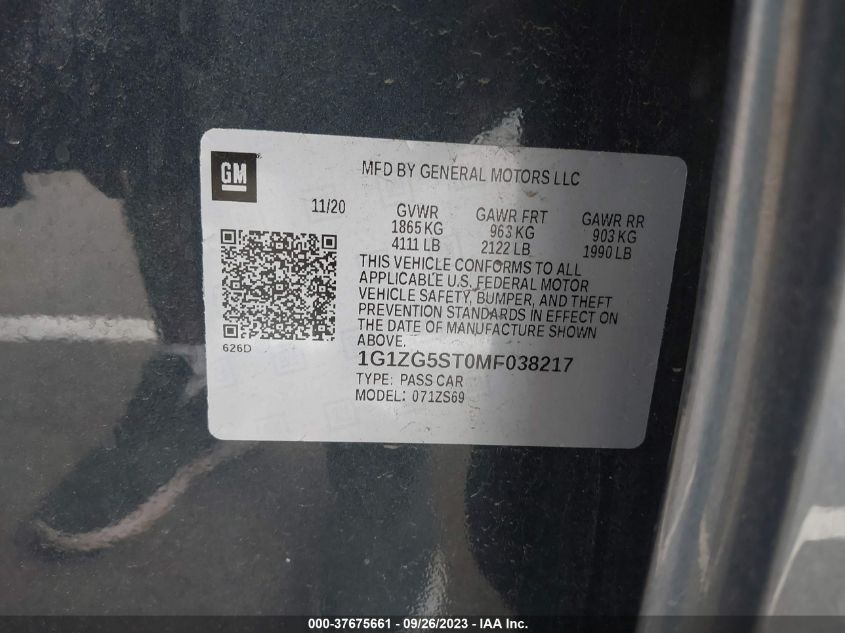 GM
MFD BY GENERAL MOTORS LLC
11/20
GVWR GAWR FRT GAWR RR
1865 KG 963 KG 903 KG
4111 LB 2122 LB 1990 LB
THIS VEHICLE CONFORMS TO ALL
APPLICABLE U.S. FEDERAL MOTOR
VEHICLE SAFETY, BUMPER, AND THEFT
PREVENTION STANDARDS IN EFFECT ON
THE DATE OF MANUFACTURE SHOWN
ABOVE.
626D
1G1ZG5ST0MF038217
TYPE: PASS CAR
MODEL: 071ZS69
000-37675661 - 09/26/2023 - IAAI.COM